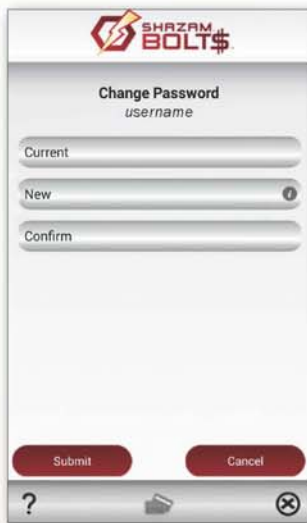 SHAZAM
BOLT$
Change Password
username
Current
New
i
Confirm
Submit
Cancel
?